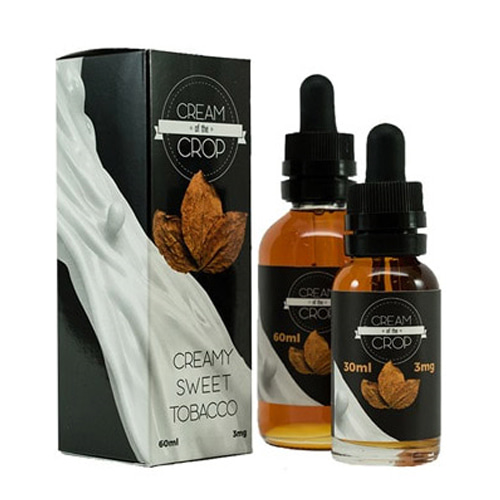 CREAM
of the
CROP
CREAMY
SWEET
TOBACCO
60ml 3mg
CREAM
of the
CROP
60ml
CREAM
of the
CROP
30ml 3mg